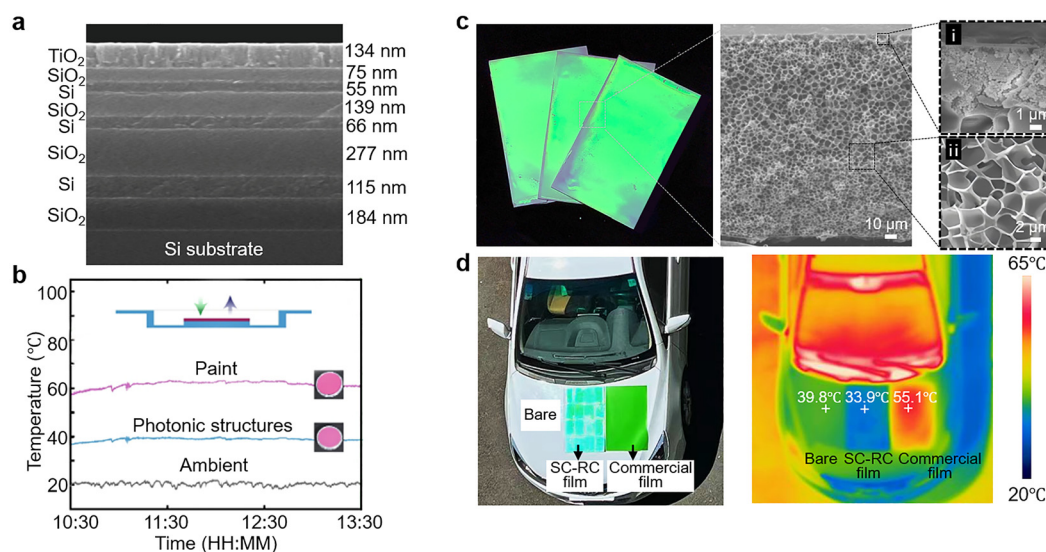 a
TiO2
SiO2
Si
SiO2
Si
SiO2
Si
SiO2
134 nm
75 nm
55 nm
139 nm
66 nm
277 nm
115 nm
184 nm
Si substrate
b
Temperature (°C)
100
80
60
40
20
Paint
Photonic structures
Ambient
10:30
11:30
12:30
13:30
Time (HH:MM)
c
10 μm
i
1 μm
ii
2 μm
d
Bare
SC-RC
film
Commercial
film
39.8°C
33.9°C
55.1°C
+
+
+
Bare
SC-RC
film
Commercial
film
65°C
20°C